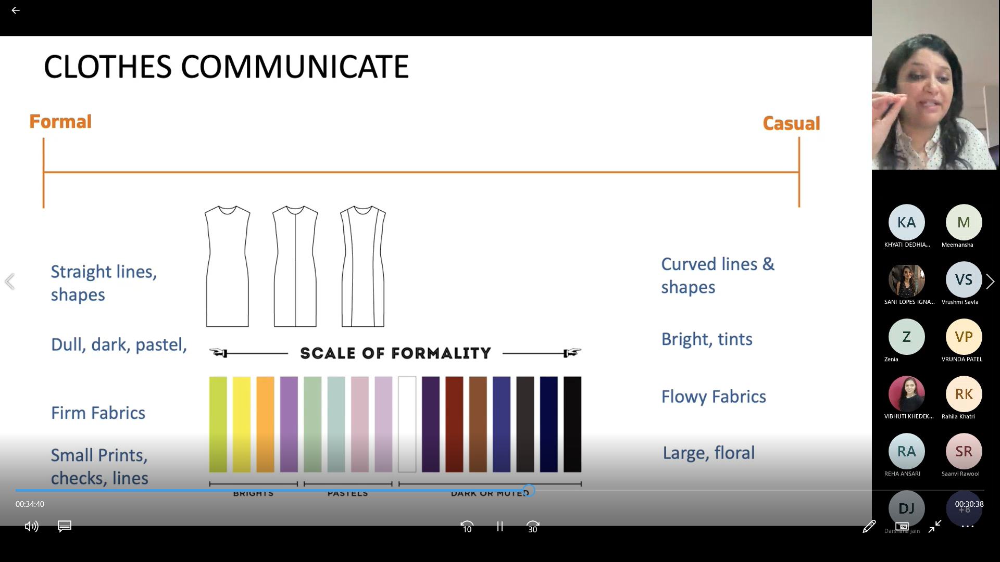 CLOTHES COMMUNICATE
Formal
Casual
Straight lines,
shapes
Dull, dark, pastel,
Firm Fabrics
Small Prints,
checks, lines
SCALE OF FORMALITY
BRIGHTS
PASTELS
DARK OR MUTED
Curved lines &
shapes
Bright, tints
Flowy Fabrics
Large, floral
KA
KHYATI DEDHIA...
M
Meemansha
SANI LOPES IGNA...
VS
Vrushmi Savla
Z
Zenia
VP
VRUNDA PATEL
VIBHUTI KHEDEK...
RK
Rahila Khatri
RA
REHA ANSARI
SR
Saanvi Rawool
DJ
Darshana jain
+8
00:34:40
00:30:38
10
30